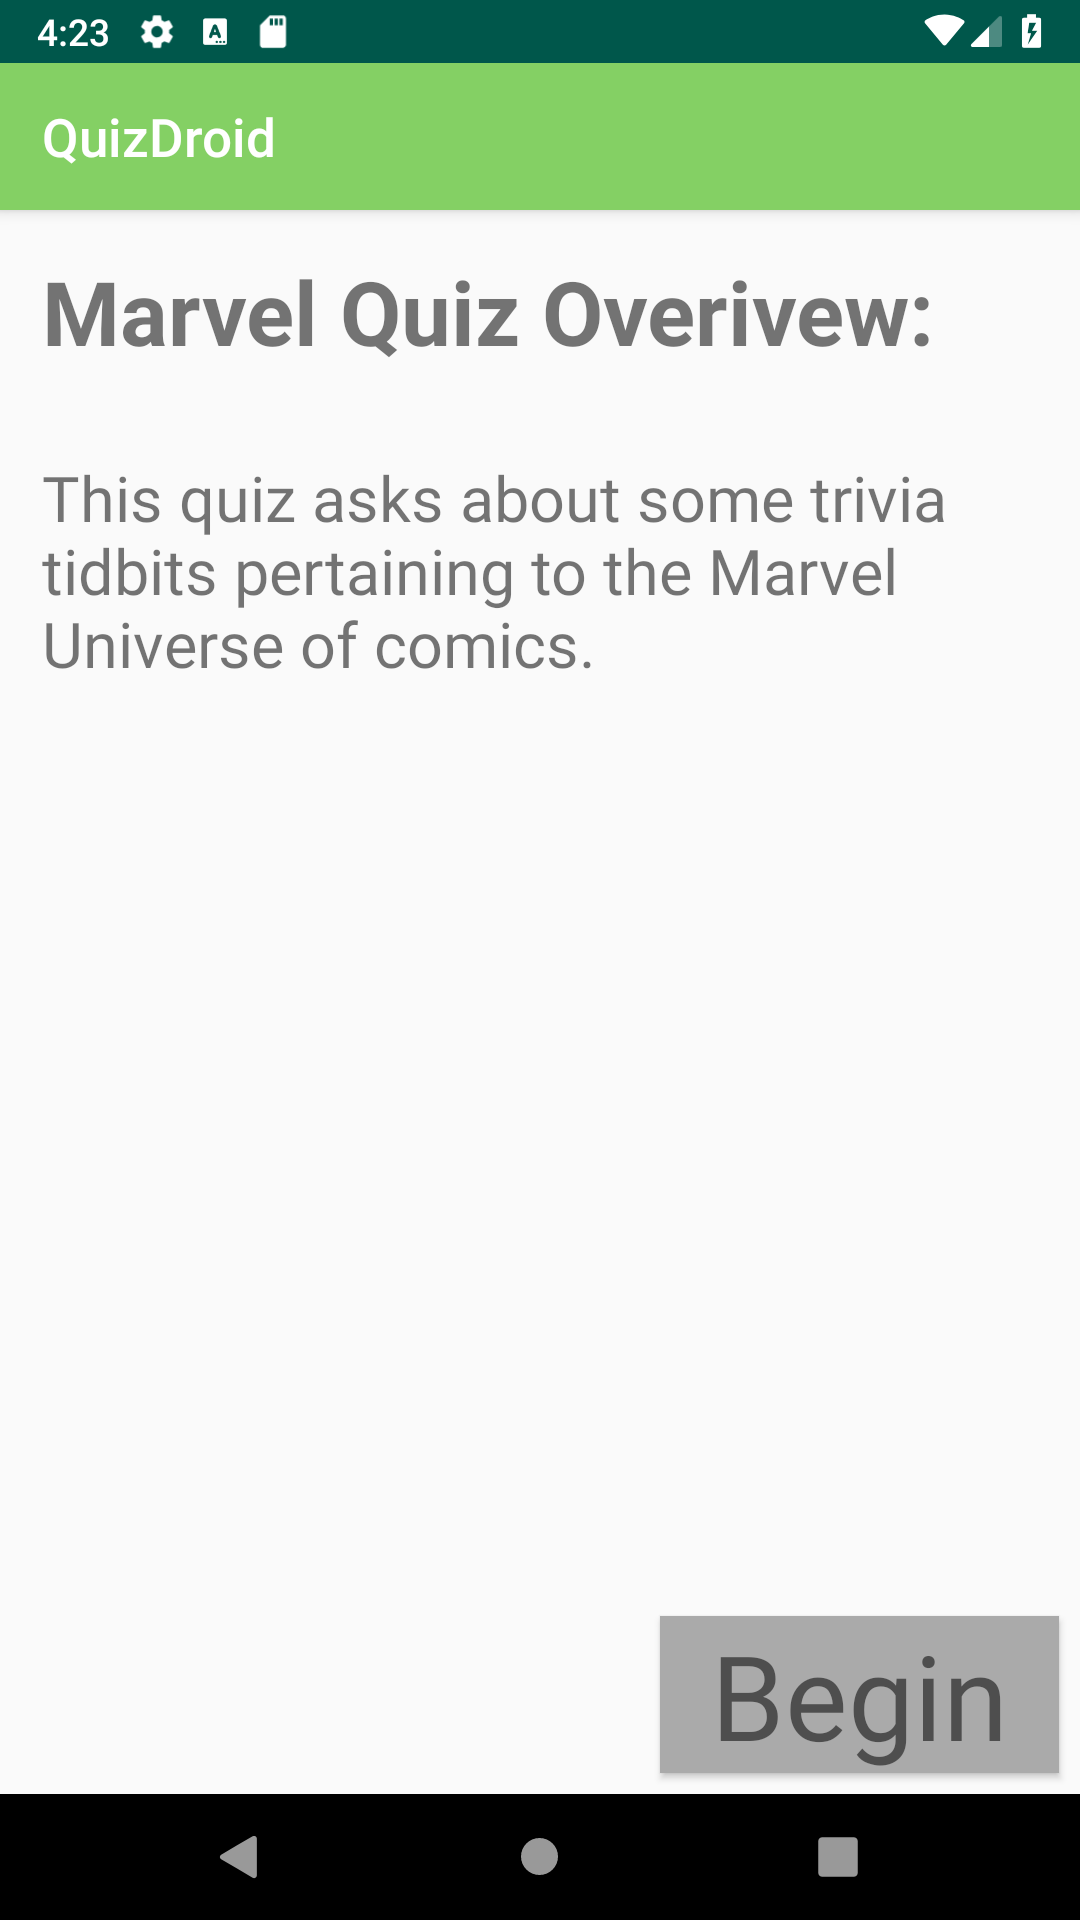 4:23
QuizDroid
Marvel Quiz Overivew:
This quiz asks about some trivia
tidbits pertaining to the Marvel
Universe of comics.
Begin